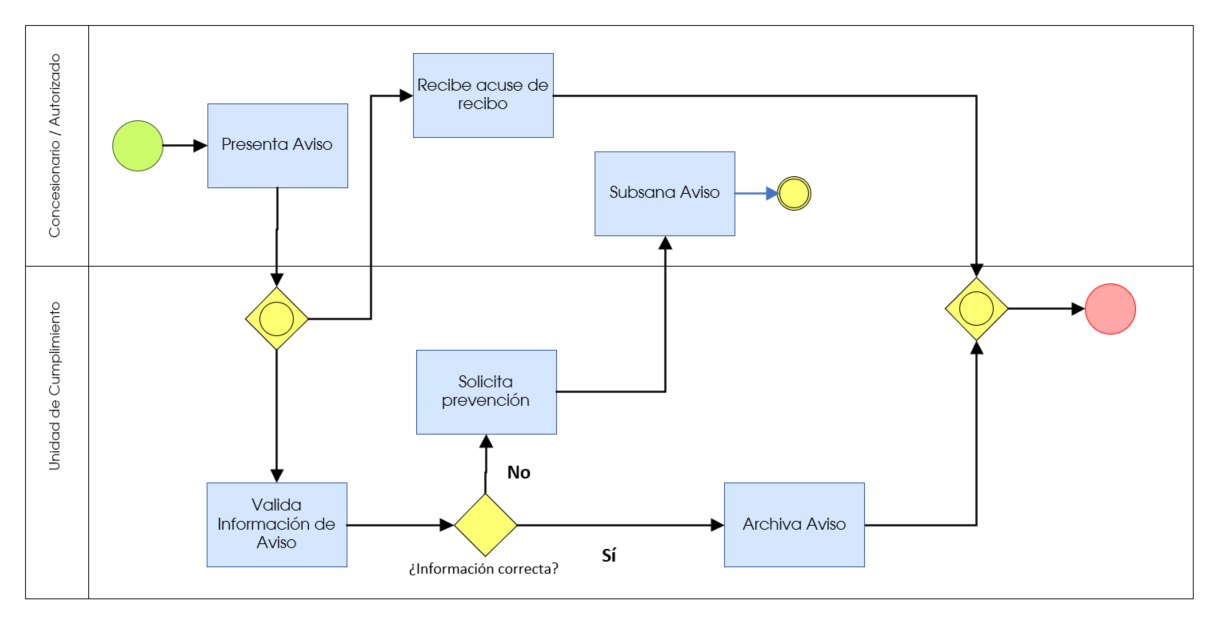 Concesionario / Autorizado
Presenta Aviso
Recibe acuse de
recibo
Subsana Aviso
Unidad de Cumplimiento
Solicita
prevención
No
Valida
Información de
Aviso
¿Información correcta?
Sí
Archiva Aviso